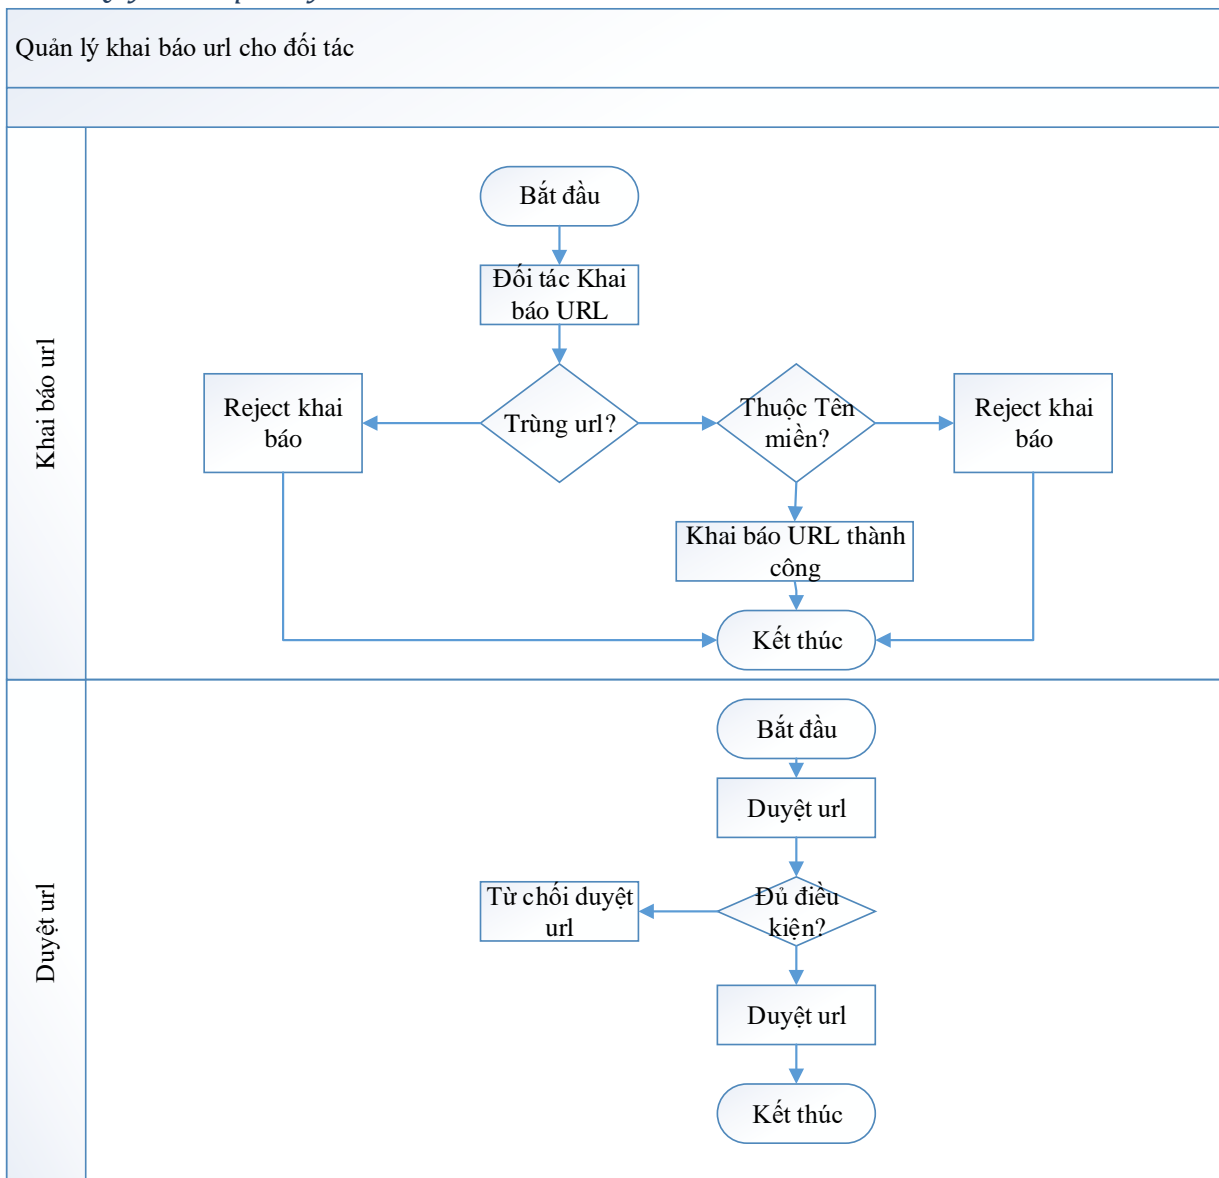 Quản lý khai báo url cho đối tác
Khai báo url
Bắt đầu
Đối tác Khai
báo URL
Reject khai
báo
Trùng url?
Thuộc Tên
miền?
Reject khai
báo
Khai báo URL thành
công
Kết thúc
Duyệt url
Bắt đầu
Duyệt url
Đủ điều
kiện?
Từ chối duyệt
url
Duyệt url
Kết thúc